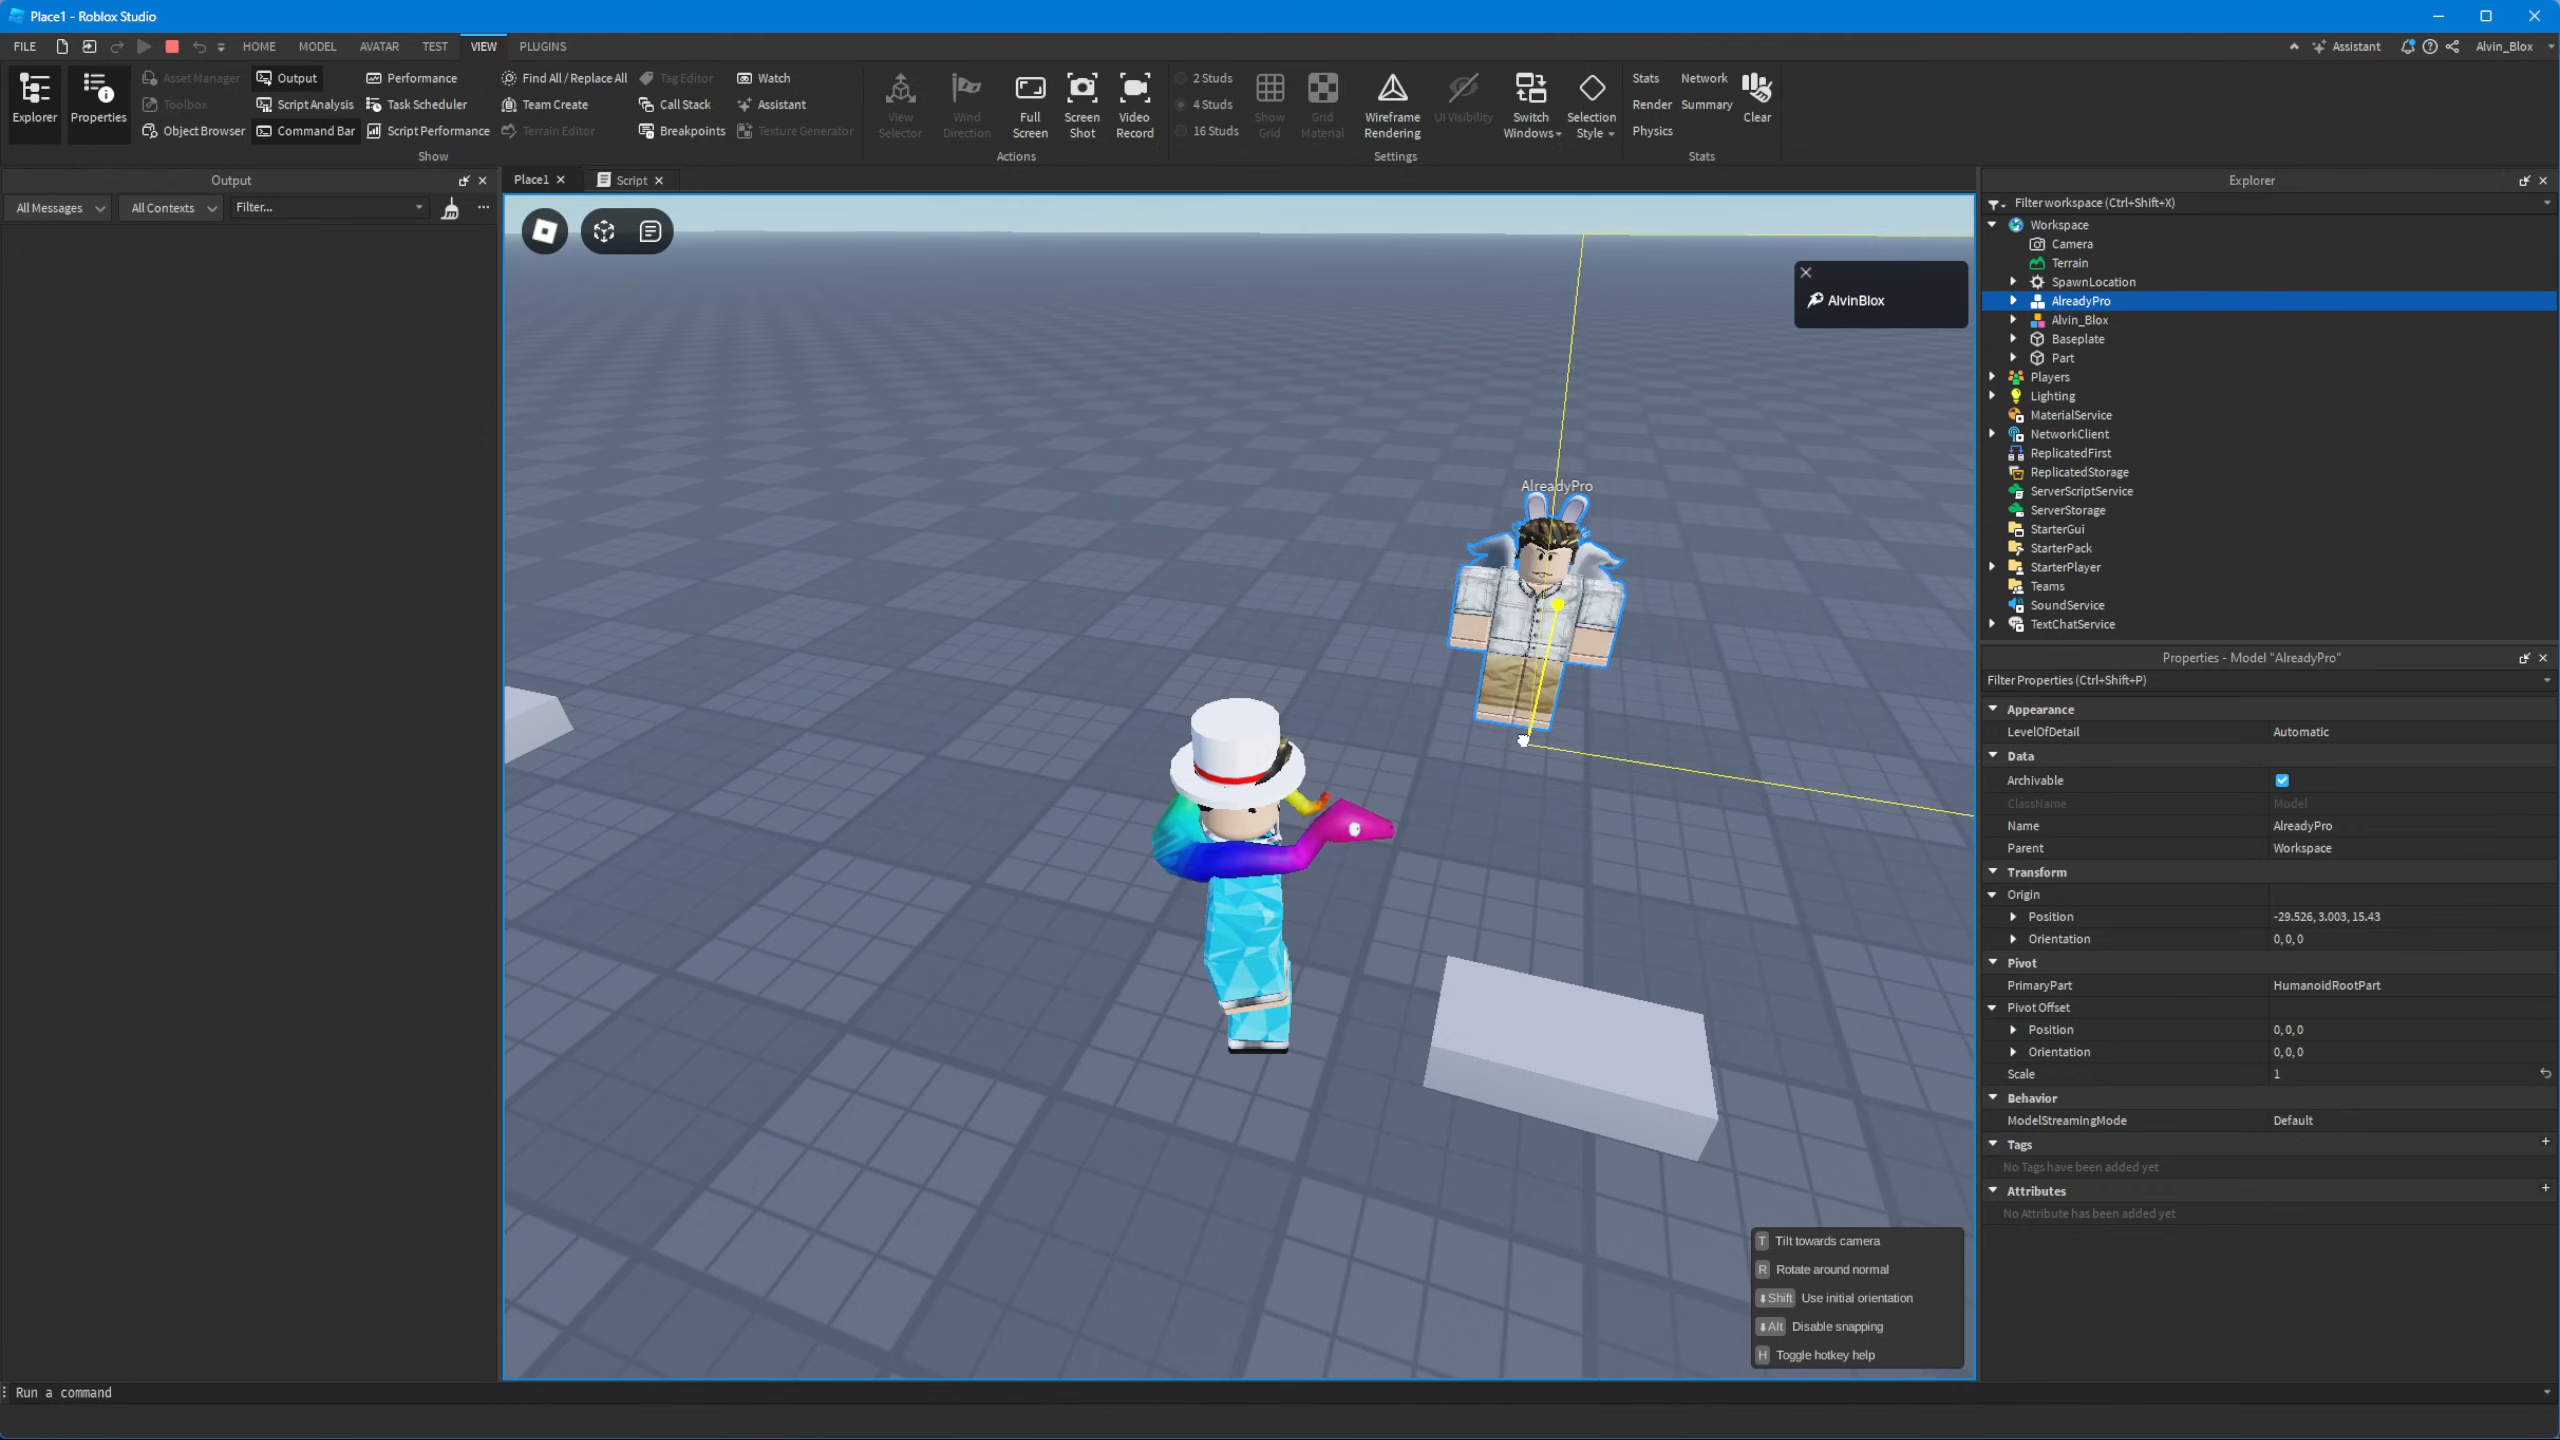 Place1 - Roblox Studio
FILE HOME MODEL AVATAR TEST VIEW PLUGINS Assistant Alvin_Blox
Explorer
Properties
Asset Manager
Toolbox
Object Browser
Output
Script Analysis
Command Bar
Performance
Task Scheduler
Script Performance
Find All / Replace All
Team Create
Terrain Editor
Tag Editor
Call Stack
Breakpoints
Watch
Assistant
Texture Generator
Show
View
Selector
Wind
Direction
Full
Screen
Screen
Shot
Video
Record
Actions
2 Studs
4 Studs
16 Studs
Show
Grid
Grid
Material
Wireframe
Rendering
UI Visibility
Switch
Windows
Selection
Style
Settings
Stats
Render
Physics
Network
Summary
Clear
Stats
Output
All Messages
All Contexts
Filter...
Place1
Script
AlvinBlox
AlreadyPro
T Tilt towards camera
R Rotate around normal
Shift Use initial orientation
Alt Disable snapping
H Toggle hotkey help
Explorer
Filter workspace (Ctrl+Shift+X)
Workspace
Camera
Terrain
SpawnLocation
AlreadyPro
Alvin_Blox
Baseplate
Part
Players
Lighting
MaterialService
NetworkClient
ReplicatedFirst
ReplicatedStorage
ServerScriptService
ServerStorage
StarterGui
StarterPack
StarterPlayer
Teams
SoundService
TextChatService
Properties - Model "AlreadyPro"
Filter Properties (Ctrl+Shift+P)
Appearance
LevelOfDetail Automatic
Data
Archivable
ClassName Model
Name AlreadyPro
Parent Workspace
Transform
Origin
Position -29.526, 3.003, 15.43
Orientation 0, 0, 0
Pivot
PrimaryPart HumanoidRootPart
Pivot Offset
Position 0, 0, 0
Orientation 0, 0, 0
Scale 1
Behavior
ModelStreamingMode Default
Tags
No Tags have been added yet
Attributes
No Attribute has been added yet
Run a command